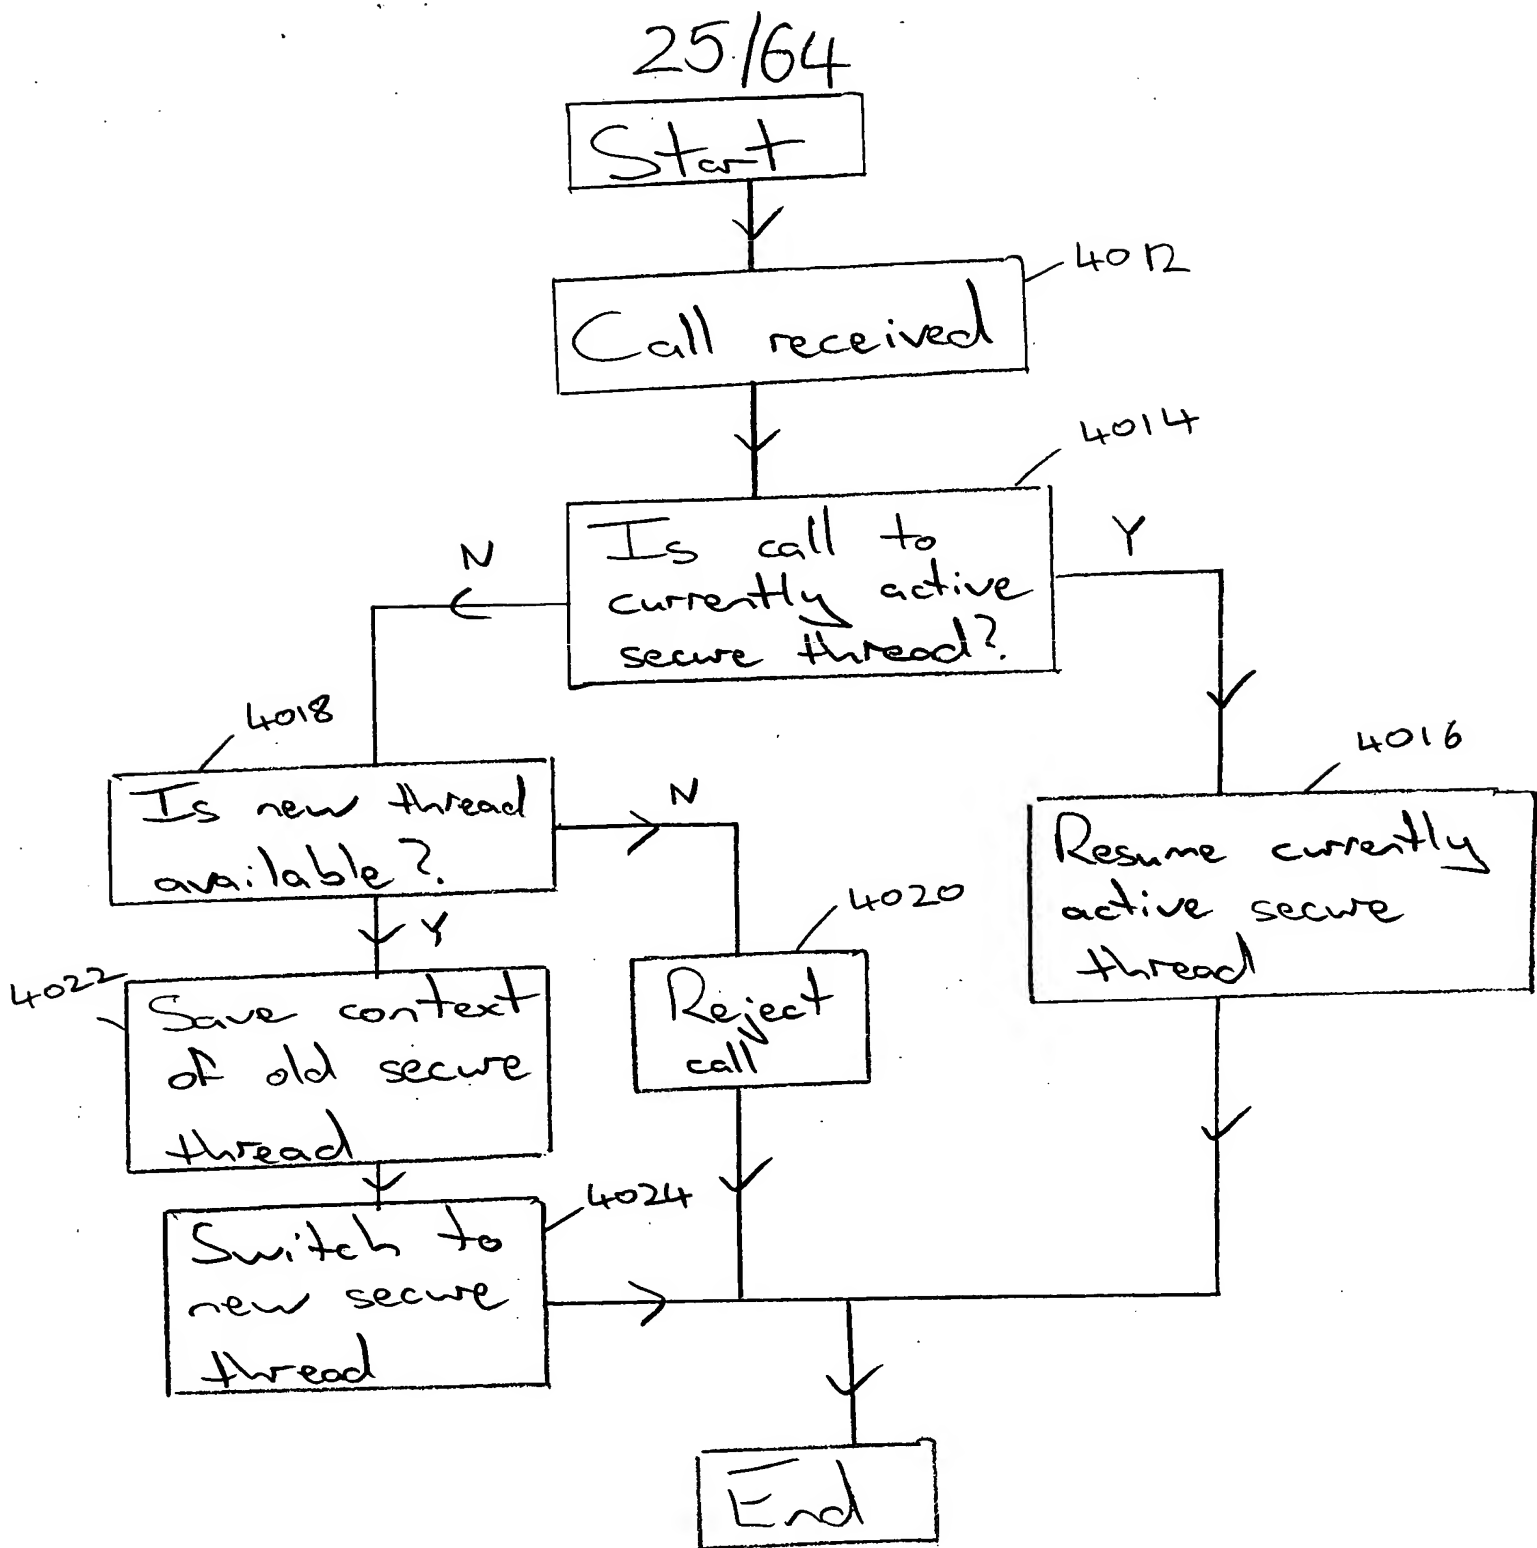 25/64
Start
4012
Call received
4014
Is call to
currently active
secure thread?
N
Y
4018
Is new thread
available?
N
Y
4016
Resume currently
active secure
thread
4020
Reject
call
4022
Save context
of old secure
thread
4024
Switch to
new secure
thread
End